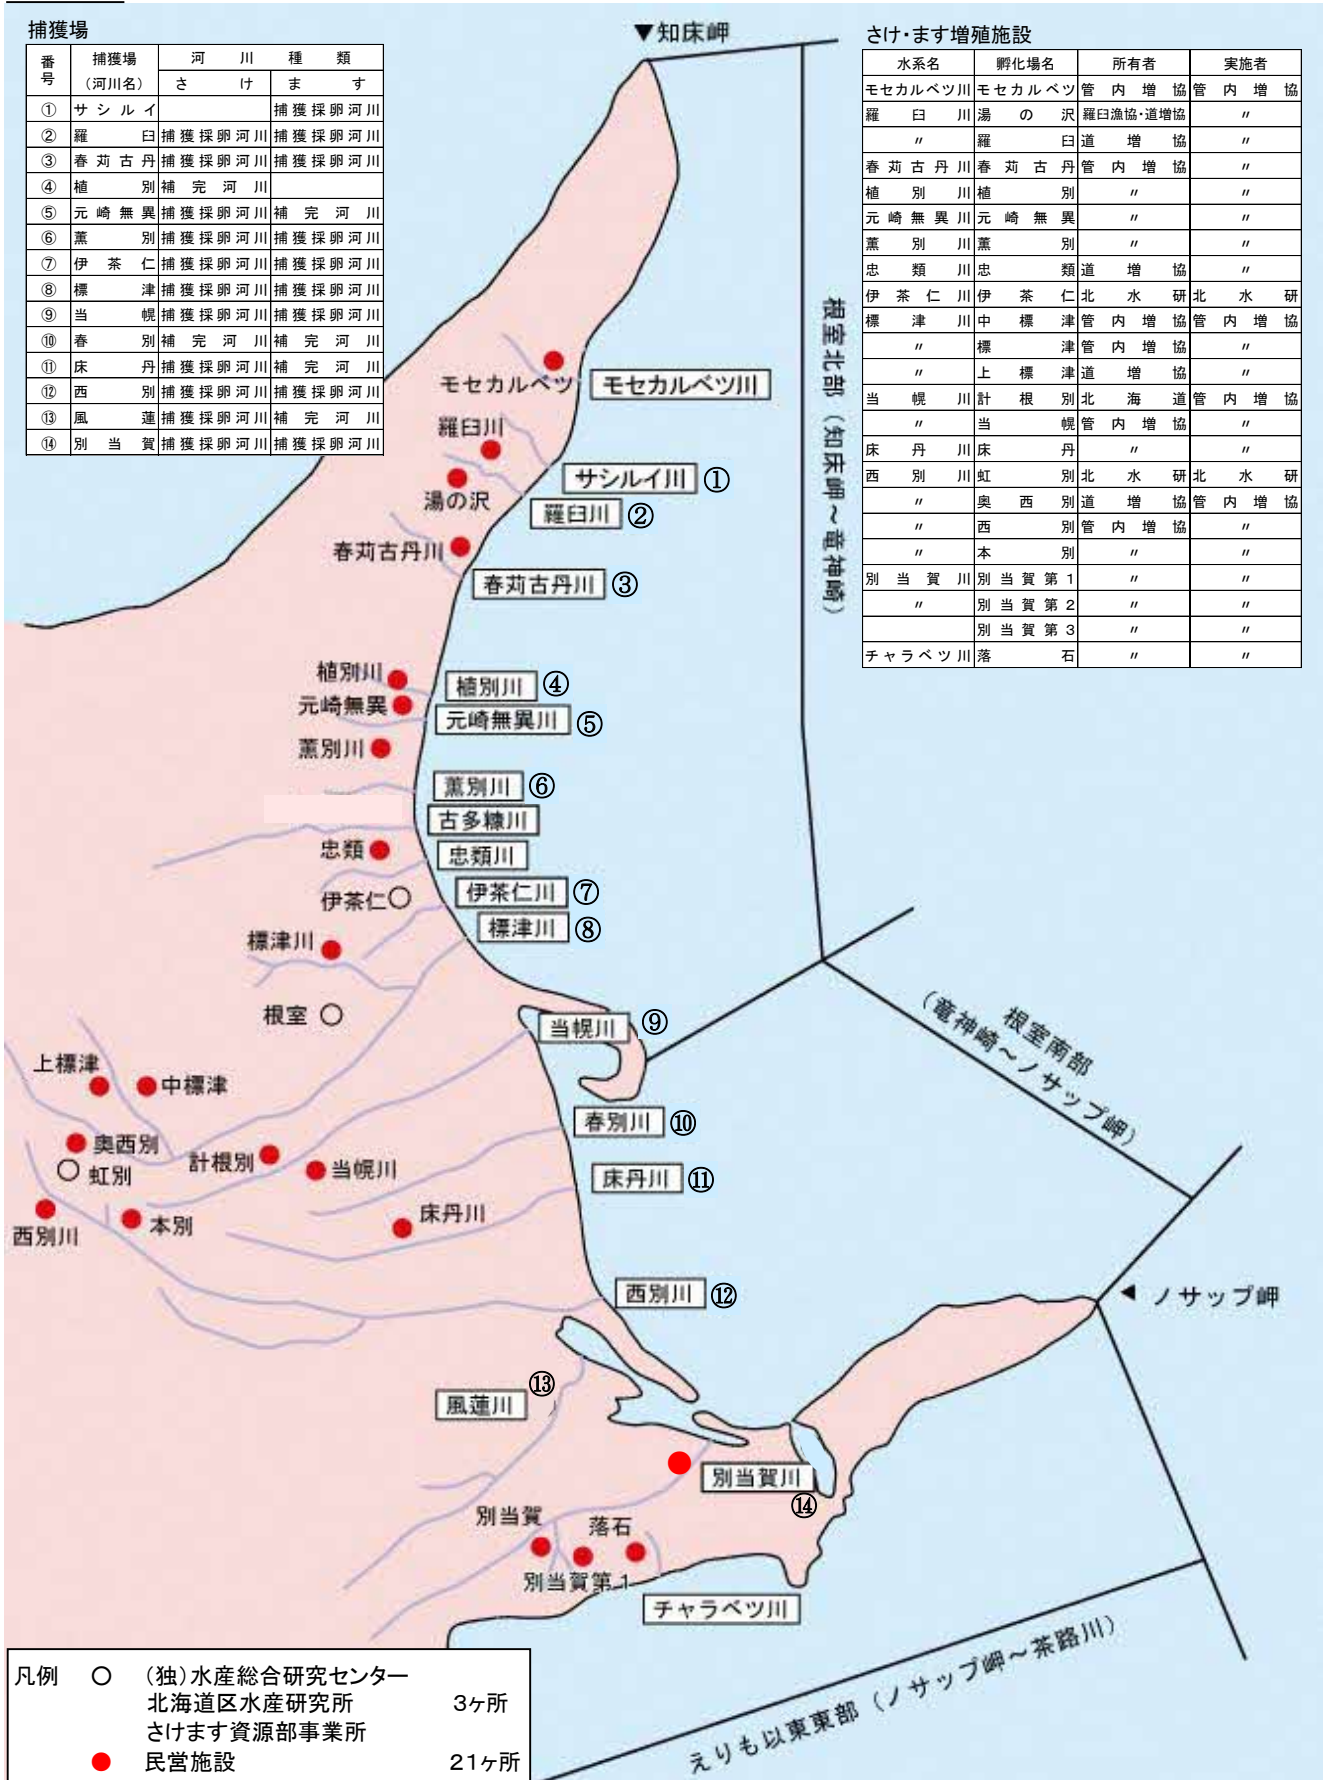 捕獲場
番号 捕獲場(河川名) 河川種類
さけ ます
① サシルイ 捕獲採卵河川
② 羅臼 捕獲採卵河川 捕獲採卵河川
③ 春苅古丹 捕獲採卵河川 捕獲採卵河川
④ 植別 補完河川
⑤ 元崎無異 捕獲採卵河川 補完河川
⑥ 薫別 捕獲採卵河川 捕獲採卵河川
⑦ 伊茶仁 捕獲採卵河川 捕獲採卵河川
⑧ 標津 捕獲採卵河川 捕獲採卵河川
⑨ 当幌 捕獲採卵河川 捕獲採卵河川
⑩ 春別 補完河川 補完河川
⑪ 床丹 捕獲採卵河川 補完河川
⑫ 西別 捕獲採卵河川 捕獲採卵河川
⑬ 風蓮 捕獲採卵河川 補完河川
⑭ 別当賀 捕獲採卵河川 捕獲採卵河川
▼知床岬
さけ・ます増殖施設
水系名 孵化場名 所有者 実施者
モセカルベツ川 モセカルベツ 管内増協 管内増協
羅臼川 湯の沢 羅臼漁協・道増協 〃
〃 羅臼 道増協 〃
春苅古丹川 春苅古丹 管内増協 〃
植別川 植別 〃 〃
元崎無異川 元崎無異 〃 〃
薫別川 薫別 〃 〃
忠類川 忠類 道増協 〃
伊茶仁川 伊茶仁 北水研 北水研
標津川 中標津 管内増協 管内増協
〃 標津 管内増協 〃
〃 上標津 道増協 〃
当幌川 計根別 北海道 管内増協
〃 当幌 管内増協 〃
床丹川 床丹 〃 〃
西別川 虹別 北水研 北水研
〃 奥西別 道増協 管内増協
〃 西別 管内増協 〃
〃 本別 〃 〃
別当賀川 別当賀第1 〃 〃
〃 別当賀第2 〃 〃
別当賀第3 〃 〃
チャラベツ川 落石 〃 〃
根室北部(知床岬~竜神崎)
モセカルベツ
モセカルベツ川
羅臼川
サシルイ川 ①
湯の沢
羅臼川 ②
春苅古丹川
春苅古丹川 ③
植別川
植別川 ④
元崎無異
元崎無異川 ⑤
薫別川
薫別川 ⑥
古多糠川
忠類
忠類川
伊茶仁
伊茶仁川 ⑦
標津川
標津川 ⑧
根室
当幌川 ⑨
根室南部
(竜神崎~ノサップ岬)
上標津
中標津
春別川 ⑩
奥西別
計根別
当幌川
虹別
床丹川 ⑪
西別川
本別
床丹川
西別川 ⑫
◀ ノサップ岬
⑬
風蓮川
別当賀川
⑭
別当賀
落石
別当賀第1
チャラベツ川
えりも以東東部(ノサップ岬~茶路川)
凡例 ○ (独)水産総合研究センター
北海道区水産研究所 3ヶ所
さけます資源部事業所
● 民営施設 21ヶ所